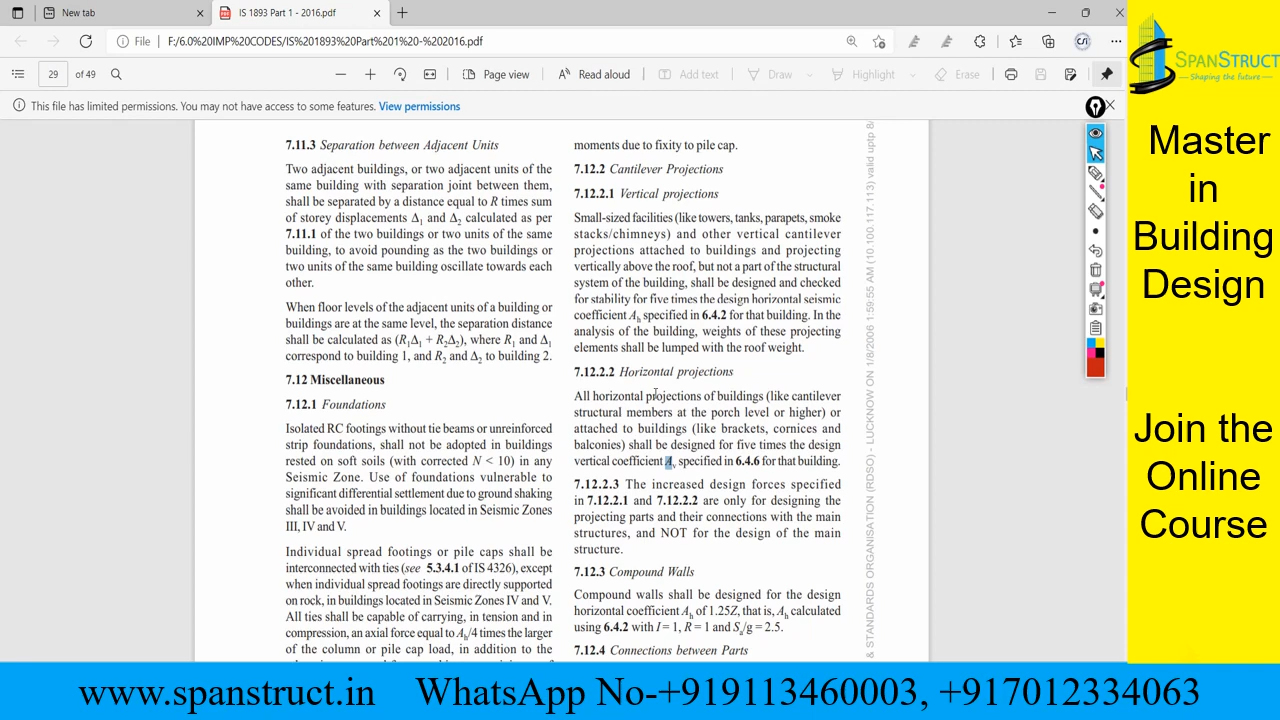 New tab
IS 1893 Part 1 - 2016.pdf
File
F:/6.0%20IMP%20CODES/IS%201893%20Part%201%20-%202016.pdf
29
of 49
Page view
Read aloud
Add text
Draw
Highlight
Erase
This file has limited permissions. You may not have access to some features. View permissions
7.11.3 Separation Between Adjacent Units
Two adjacent buildings, or two adjacent units of the
same building with separation joint between them,
shall be separated by a distance equal to R times sum
of storey displacements Δ1 and Δ2 calculated as per
7.11.1 of the two buildings or two units of the same
building, to avoid pounding as the two buildings or
two units of the same building oscillate towards each
other.
When floor levels of the adjacent units of a building or
buildings are at the same level, the separation distance
shall be calculated as (R1Δ1 + R2Δ2), where R1 and Δ1
correspond to building 1, and R2 and Δ2 to building 2.
7.12 Miscellaneous
7.12.1 Foundations
Isolated RC footings without tie beams or unreinforced
strip foundations, shall not be adopted in buildings
rested on soft soils (with corrected N < 10) in any
Seismic Zone. Use of foundations vulnerable to
significant differential settlement due to ground shaking
shall be avoided in buildings located in Seismic Zones
III, IV and V.
Individual spread footings or pile caps shall be
interconnected with ties (see 5.3.4.1 of IS 4326), except
when individual spread footings are directly supported
on rock, in buildings located in Seismic Zones IV and V.
All ties shall be capable of carrying, in tension and in
compression, an axial force equal to Ah/4 times the larger
of the column or pile cap load, in addition to the
moments due to fixity to pile cap.
7.12.2 Cantilever Projections
7.12.2.1 Vertical projections
Small-sized facilities (like towers, tanks, parapets, smoke
stacks/chimneys) and other vertical cantilever
projections attached to buildings and projecting
vertically above the roof, but not a part of the structural
system of the building, shall be designed and checked
for stability for five times the design horizontal seismic
coefficient Ah specified in 6.4.2 for that building. In the
analysis of the building, weights of these projecting
elements shall be lumped with the roof weight.
7.12.2.2 Horizontal projections
All horizontal projections of buildings (like cantilever
structural members at the porch level or higher) or
attached to buildings (like brackets, cornices and
balconies) shall be designed for five times the design
vertical coefficient Av specified in 6.4.6 for that building.
7.12.2.3 The increased design forces specified
in 7.12.2.1 and 7.12.2.2 are only for designing the
projecting parts and their connections with the main
structures, and NOT for the design of the main
structure.
7.12.3 Compound Walls
Compound walls shall be designed for the design
horizontal coefficient Ah of 1.25Z, that is, Ah calculated
using 6.4.2 with I = 1, R = 1 and Sa/g = 2.5.
7.12.4 Connections between Parts
& STANDARDS ORGANISATION (RDSO) - LUCKNOW ON 1/8/2006 1:59:55 AM (10.100.117.113) valid uptp 8/
SPANSTRUCT
Shaping the future
Master
in
Building
Design
Join the
Online
Course
www.spanstruct.in WhatsApp No-+919113460003, +917012334063